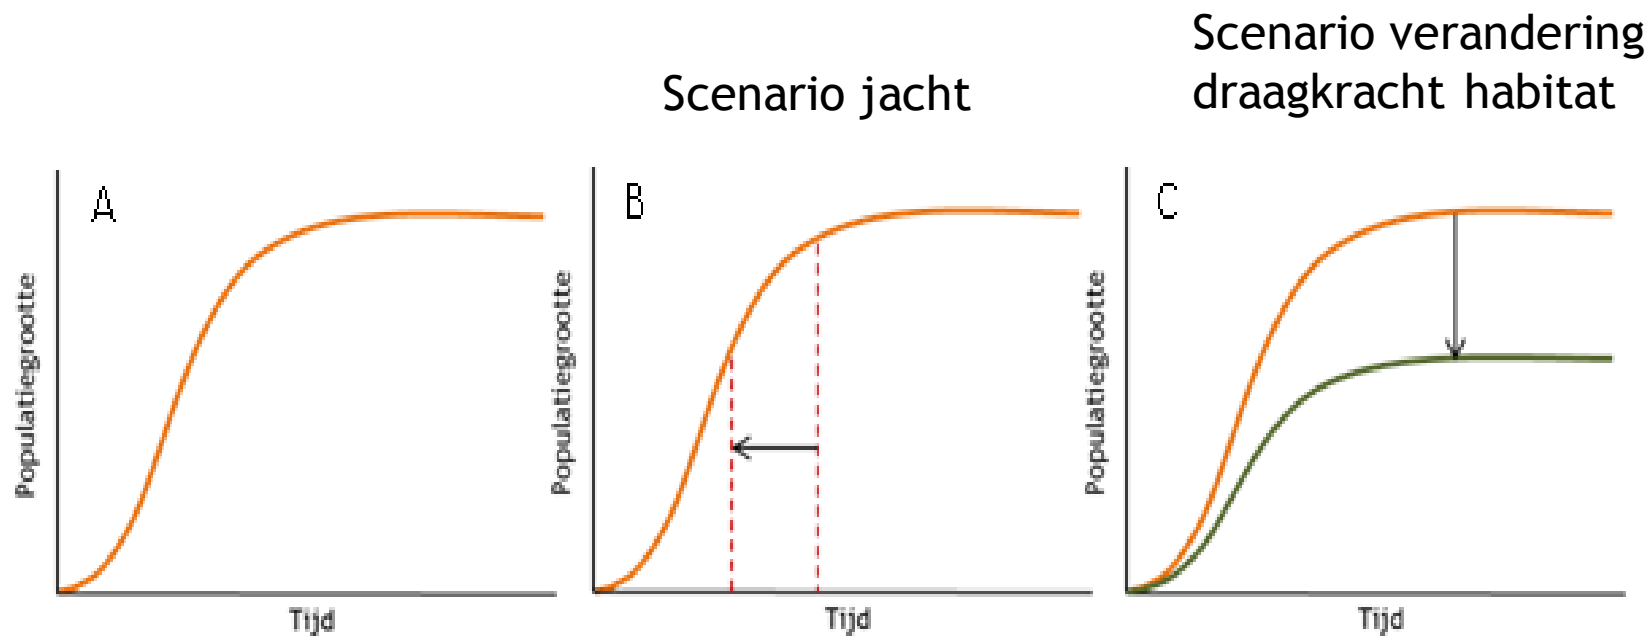 Scenario jacht
Scenario verandering
draagkracht habitat
A
Populatiegrootte
Tijd
B
Populatiegrootte
Tijd
C
Populatiegrootte
Tijd